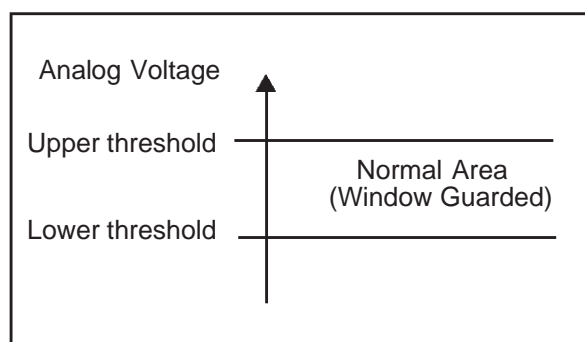 Analog Voltage
Upper threshold
Normal Area
(Window Guarded)
Lower threshold